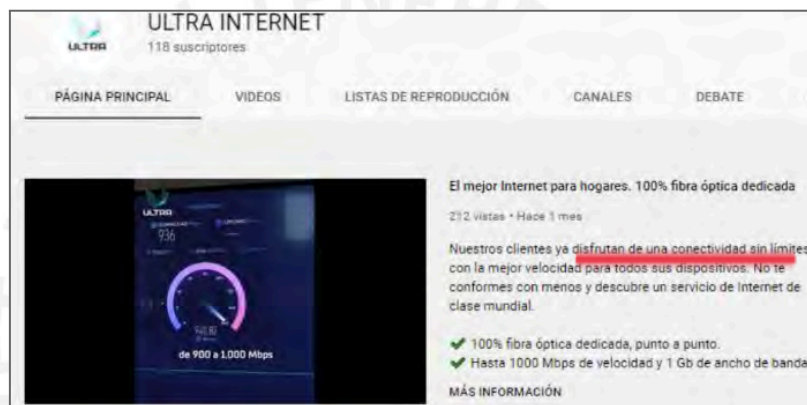 ULTRA INTERNET
ULTRA
118 suscriptores
PÁGINA PRINCIPAL VIDEOS LISTAS DE REPRODUCCIÓN CANALES DEBATE
ULTRA
936
de 900 a 1.000 Mbps
El mejor Internet para hogares. 100% fibra óptica dedicada
212 vistas • Hace 1 mes
Nuestros clientes ya disfrutan de una conectividad sin límites
con la mejor velocidad para todos sus dispositivos. No te
conformes con menos y descubre un servicio de Internet de
clase mundial.
✔ 100% fibra óptica dedicada, punto a punto.
✔ Hasta 1000 Mbps de velocidad y 1 Gb de ancho de banda
MÁS INFORMACIÓN